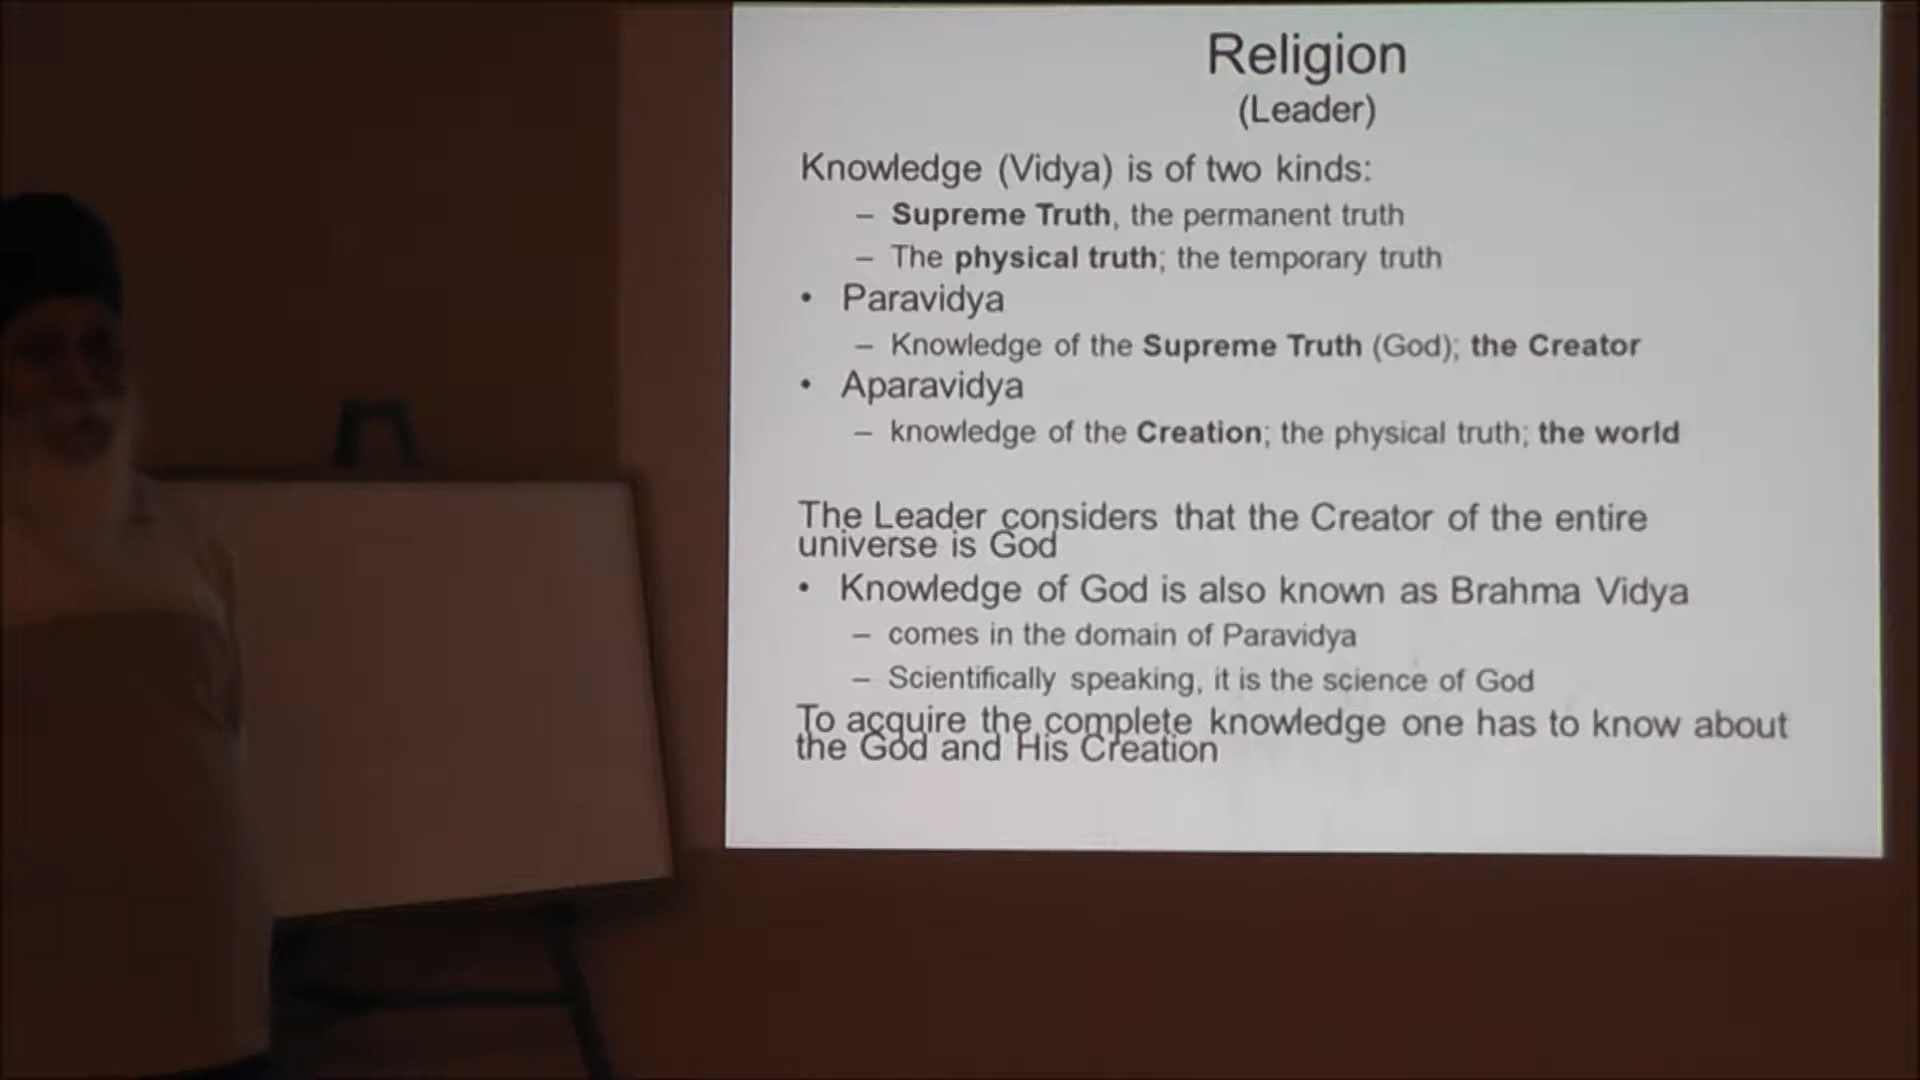 Religion
(Leader)
Knowledge (Vidya) is of two kinds:
– Supreme Truth, the permanent truth
– The physical truth; the temporary truth
• Paravidya
– Knowledge of the Supreme Truth (God); the Creator
• Aparavidya
– knowledge of the Creation; the physical truth; the world
The Leader considers that the Creator of the entire
universe is God
• Knowledge of God is also known as Brahma Vidya
– comes in the domain of Paravidya
– Scientifically speaking, it is the science of God
To acquire the complete knowledge one has to know about
the God and His Creation